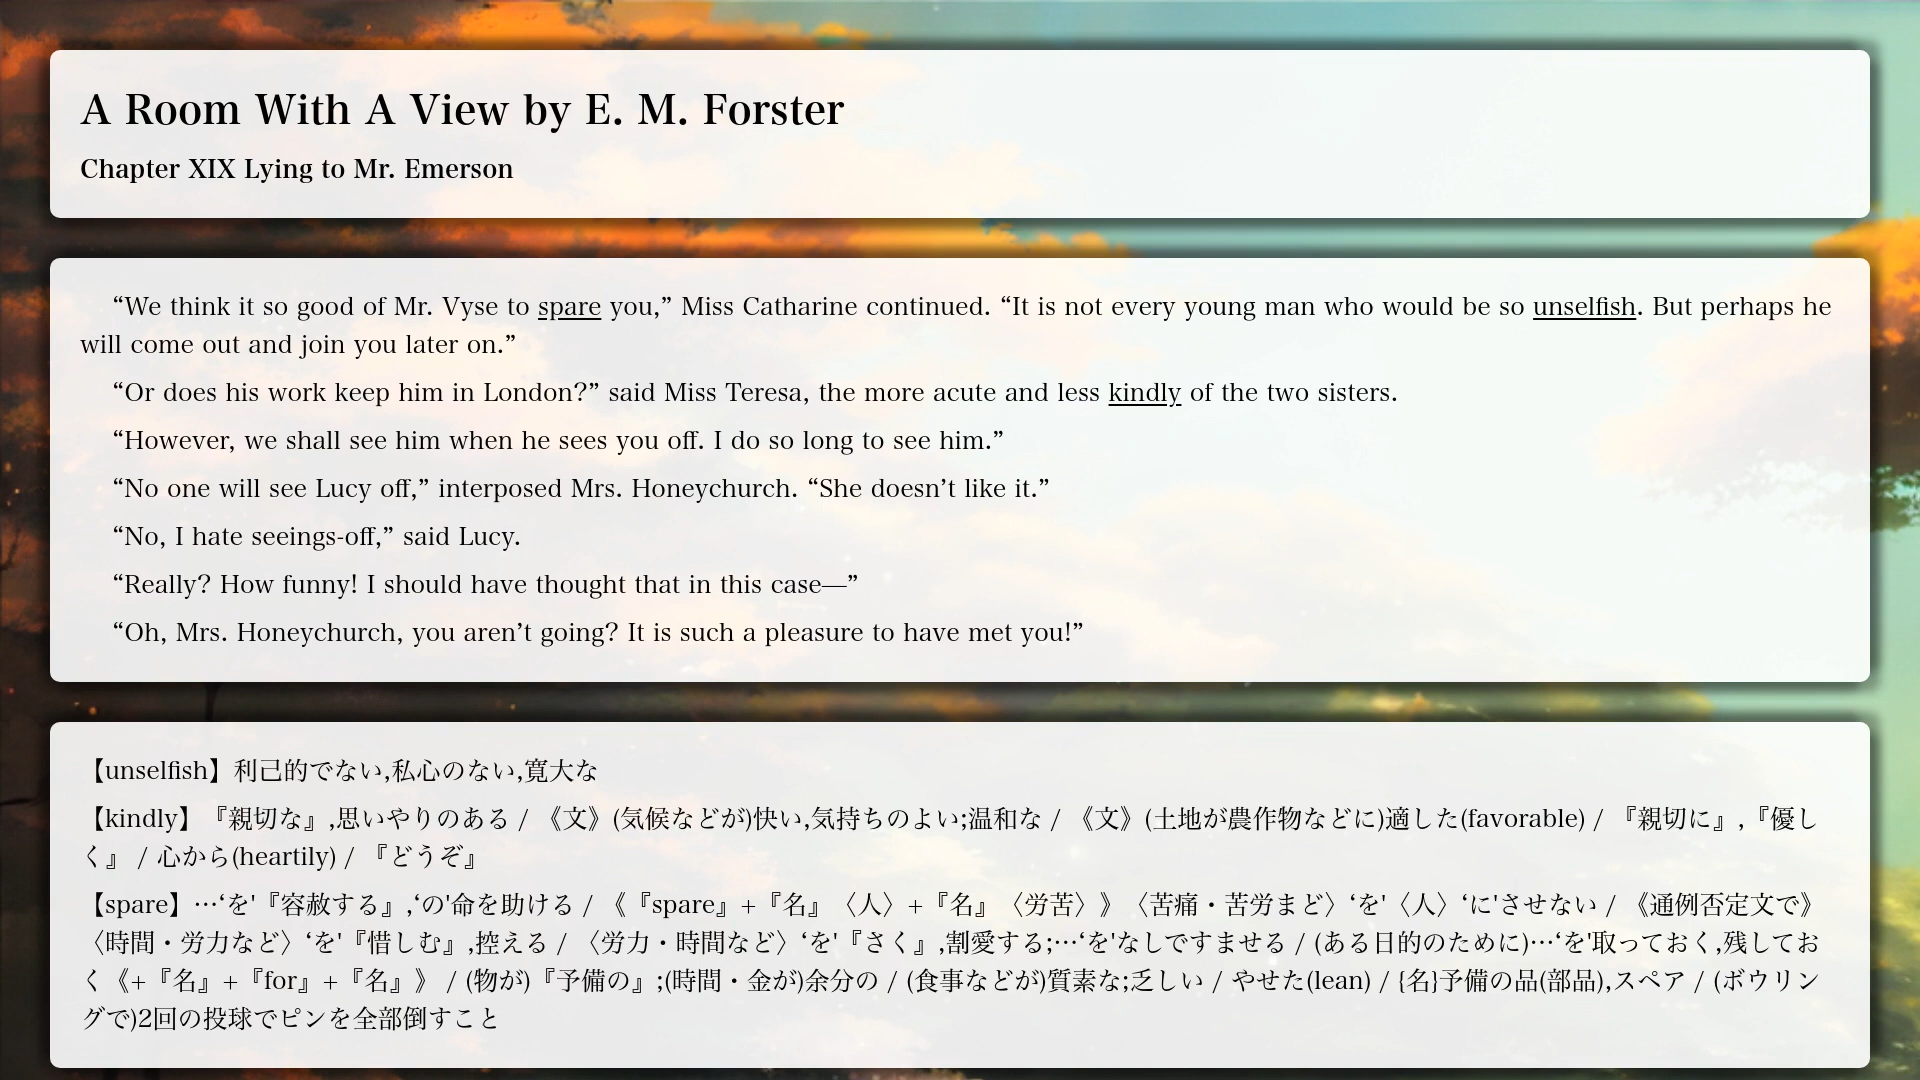 A Room With A View by E. M. Forster
Chapter XIX Lying to Mr. Emerson
“We think it so good of Mr. Vyse to spare you,” Miss Catharine continued. “It is not every young man who would be so unselfish. But perhaps he
will come out and join you later on.”
“Or does his work keep him in London?” said Miss Teresa, the more acute and less kindly of the two sisters.
“However, we shall see him when he sees you off. I do so long to see him.”
“No one will see Lucy off,” interposed Mrs. Honeychurch. “She doesn’t like it.”
“No, I hate seeings-off,” said Lucy.
“Really? How funny! I should have thought that in this case—”
“Oh, Mrs. Honeychurch, you aren’t going? It is such a pleasure to have met you!”
【unselfish】利己的でない,私心のない,寛大な
【kindly】『親切な』,思いやりのある / 《文》(気候などが)快い,気持ちのよい;温和な / 《文》(土地が農作物などに)適した(favorable) / 『親切に』,『優し
く』 / 心から(heartily) / 『どうぞ』
【spare】…‘を'『容赦する』,‘の'命を助ける / 《『spare』+『名』〈人〉+『名』〈労苦〉》〈苦痛・苦労まど〉‘を'〈人〉‘に'させない / 《通例否定文で》
〈時間・労力など〉‘を'『惜しむ』,控える / 〈労力・時間など〉‘を'『さく』,割愛する;…‘を'なしですませる / (ある日的のために)…‘を'取っておく,残してお
く《+『名』+『for』+『名』》 / (物が)『予備の』;(時間・金が)余分の / (食事などが)質素な;乏しい / やせた(lean) / {名}予備の品(部品),スペア / (ボウリン
グで)2回の投球でピンを全部倒すこと